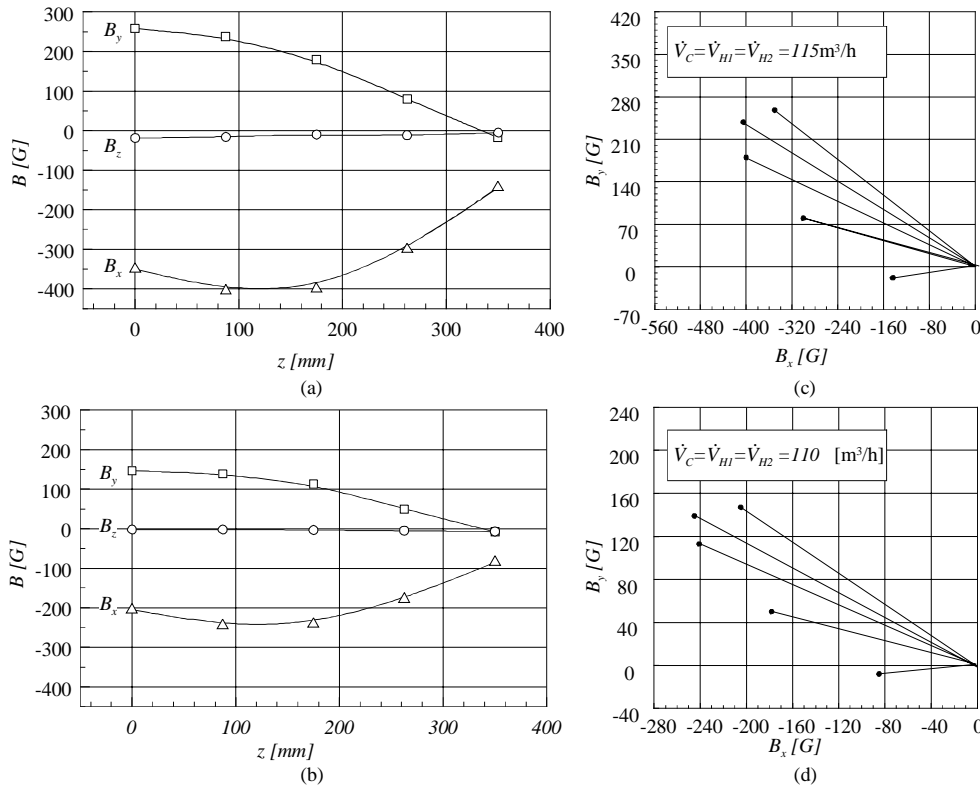 300
200
100
0
-100
-200
-300
-400
B [G]
B_y
B_z
B_x
0 100 200 300 400
z [mm]
(a)
420
350
280
210
140
70
0
-70
B_y [G]
V̇_C=V̇_H1=V̇_H2 =115m³/h
-560 -480 -400 -320 -240 -160 -80 0
B_x [G]
(c)
300
200
100
0
-100
-200
-300
-400
B [G]
B_y
B_z
B_x
0 100 200 300 400
z [mm]
(b)
240
200
160
120
80
40
0
-40
B_y [G]
V̇_C=V̇_H1=V̇_H2 =110 [m³/h]
-280 -240 -200 -160 -120 -80 -40 0
B_x [G]
(d)